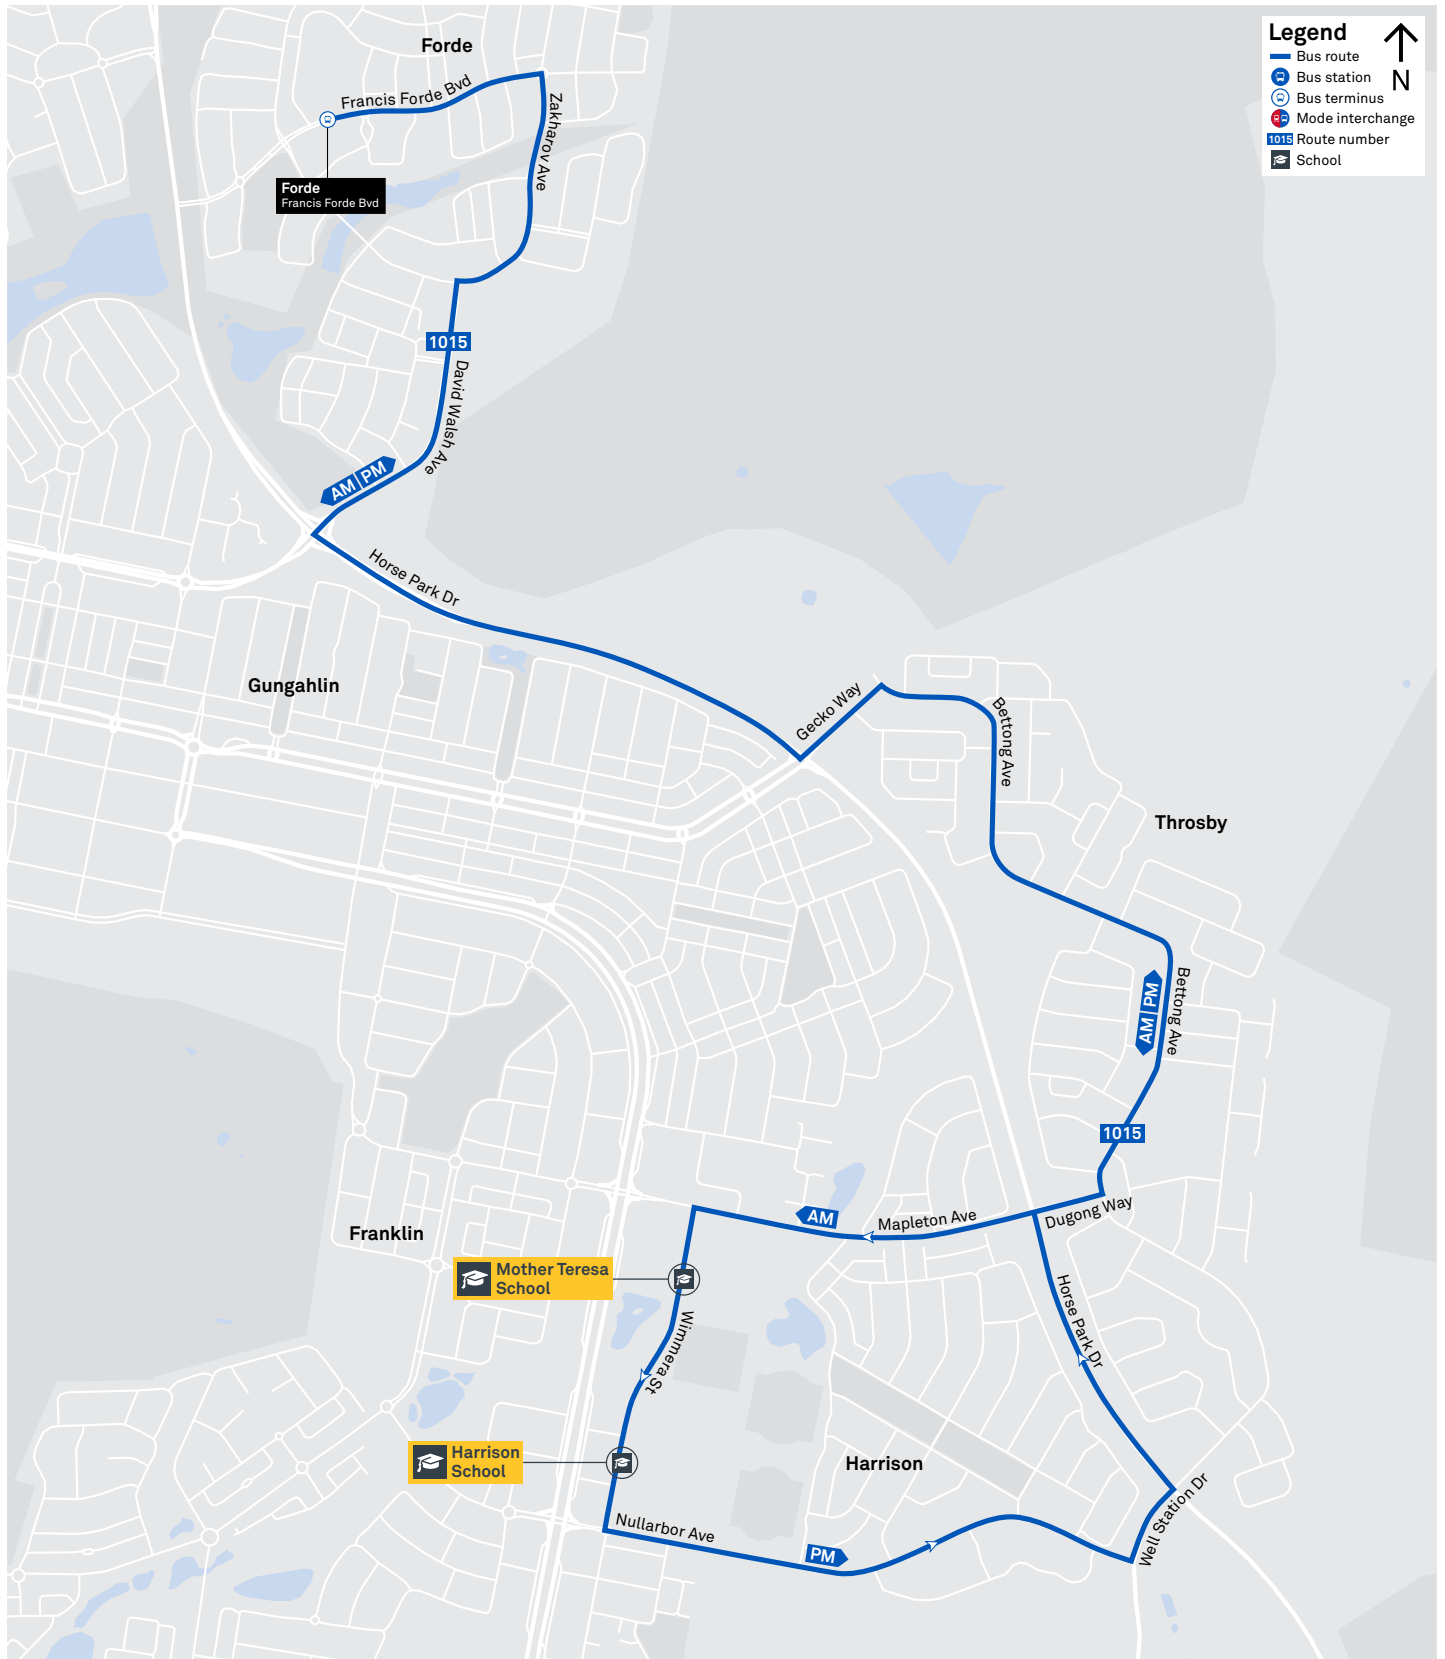 Forde
Francis Forde Bvd
Zakharov Ave
Forde
Francis Forde Bvd
Legend
N
Bus route
Bus station
Bus terminus
Mode interchange
1015 Route number
School
1015
David Walsh Ave
AM | PM
Horse Park Dr
Gungahlin
Gecko Way
Bettong Ave
Throsby
Bettong Ave
AM | PM
1015
Dugong Way
Mapleton Ave
AM
Franklin
Mother Teresa
School
Wimmera St
Horse Park Dr
Harrison
School
Harrison
Nullarbor Ave
PM
Well Station Dr